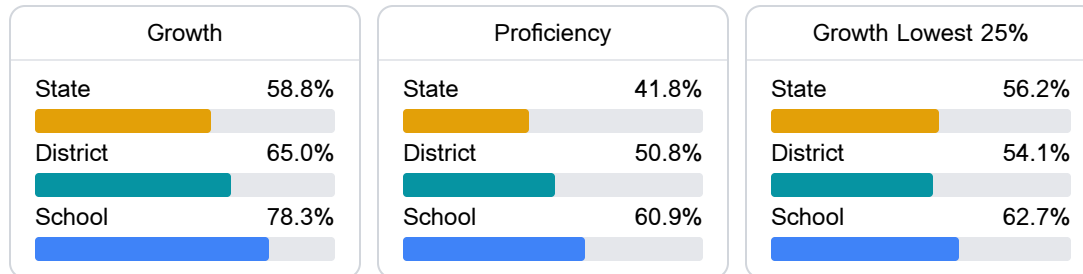 Growth
State 58.8%
District 65.0%
School 78.3%
Proficiency
State 41.8%
District 50.8%
School 60.9%
Growth Lowest 25%
State 56.2%
District 54.1%
School 62.7%